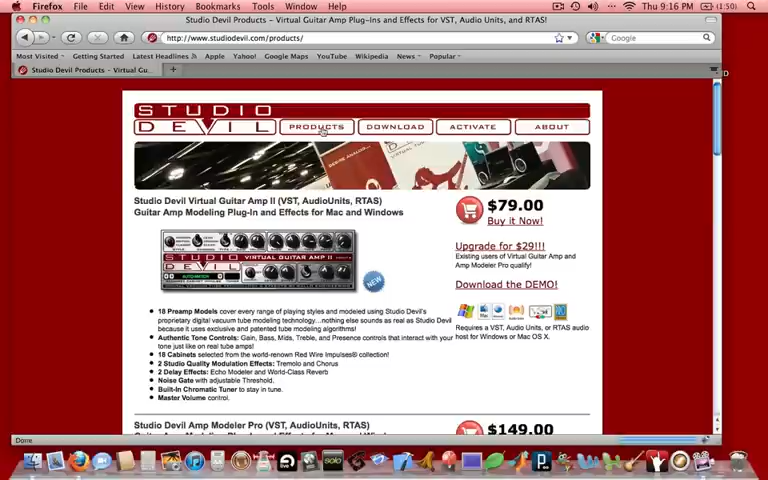 Firefox File Edit View History Bookmarks Tools Window Help
Thu 9:16 PM (1:50)
Studio Devil Products - Virtual Guitar Amp Plug-Ins and Effects for VST, Audio Units, and RTAS!
http://www.studiodevil.com/products/
Google
Most Visited Getting Started Latest Headlines Apple Yahoo! Google Maps YouTube Wikipedia News Popular
Studio Devil Products - Virtual Gu...
STUDIO
DEVIL
PRODUCTS DOWNLOAD ACTIVATE ABOUT
Studio Devil Virtual Guitar Amp II (VST, AudioUnits, RTAS)
Guitar Amp Modeling Plug-In and Effects for Mac and Windows
$79.00
Buy it Now!
Upgrade for $29!!!
Existing users of Virtual Guitar Amp and
Amp Modeler Pro qualify!
Download the DEMO!
STUDIO DEVIL VIRTUAL GUITAR AMP II
NEW
Requires a VST, Audio Units, or RTAS audio
host for Windows or Mac OS X.
18 Preamp Models cover every range of playing styles and modeled using Studio Devil's
proprietary digital vacuum tube modeling technology...nothing else sounds as real as Studio Devil
because it uses exclusive and patented tube modeling algorithms!
Authentic Tone Controls: Gain, Bass, Mids, Treble, and Presence controls that interact with your
tone just like on real tube amps!
18 Cabinets selected from the world-renown Red Wire Impulses® collection!
2 Studio Quality Modulation Effects: Tremolo and Chorus
2 Delay Effects: Echo Modeler and World-Class Reverb
Noise Gate with adjustable Threshold.
Built-In Chromatic Tuner to stay in tune.
Master Volume control.
Studio Devil Amp Modeler Pro (VST, AudioUnits, RTAS)
$149.00
Done